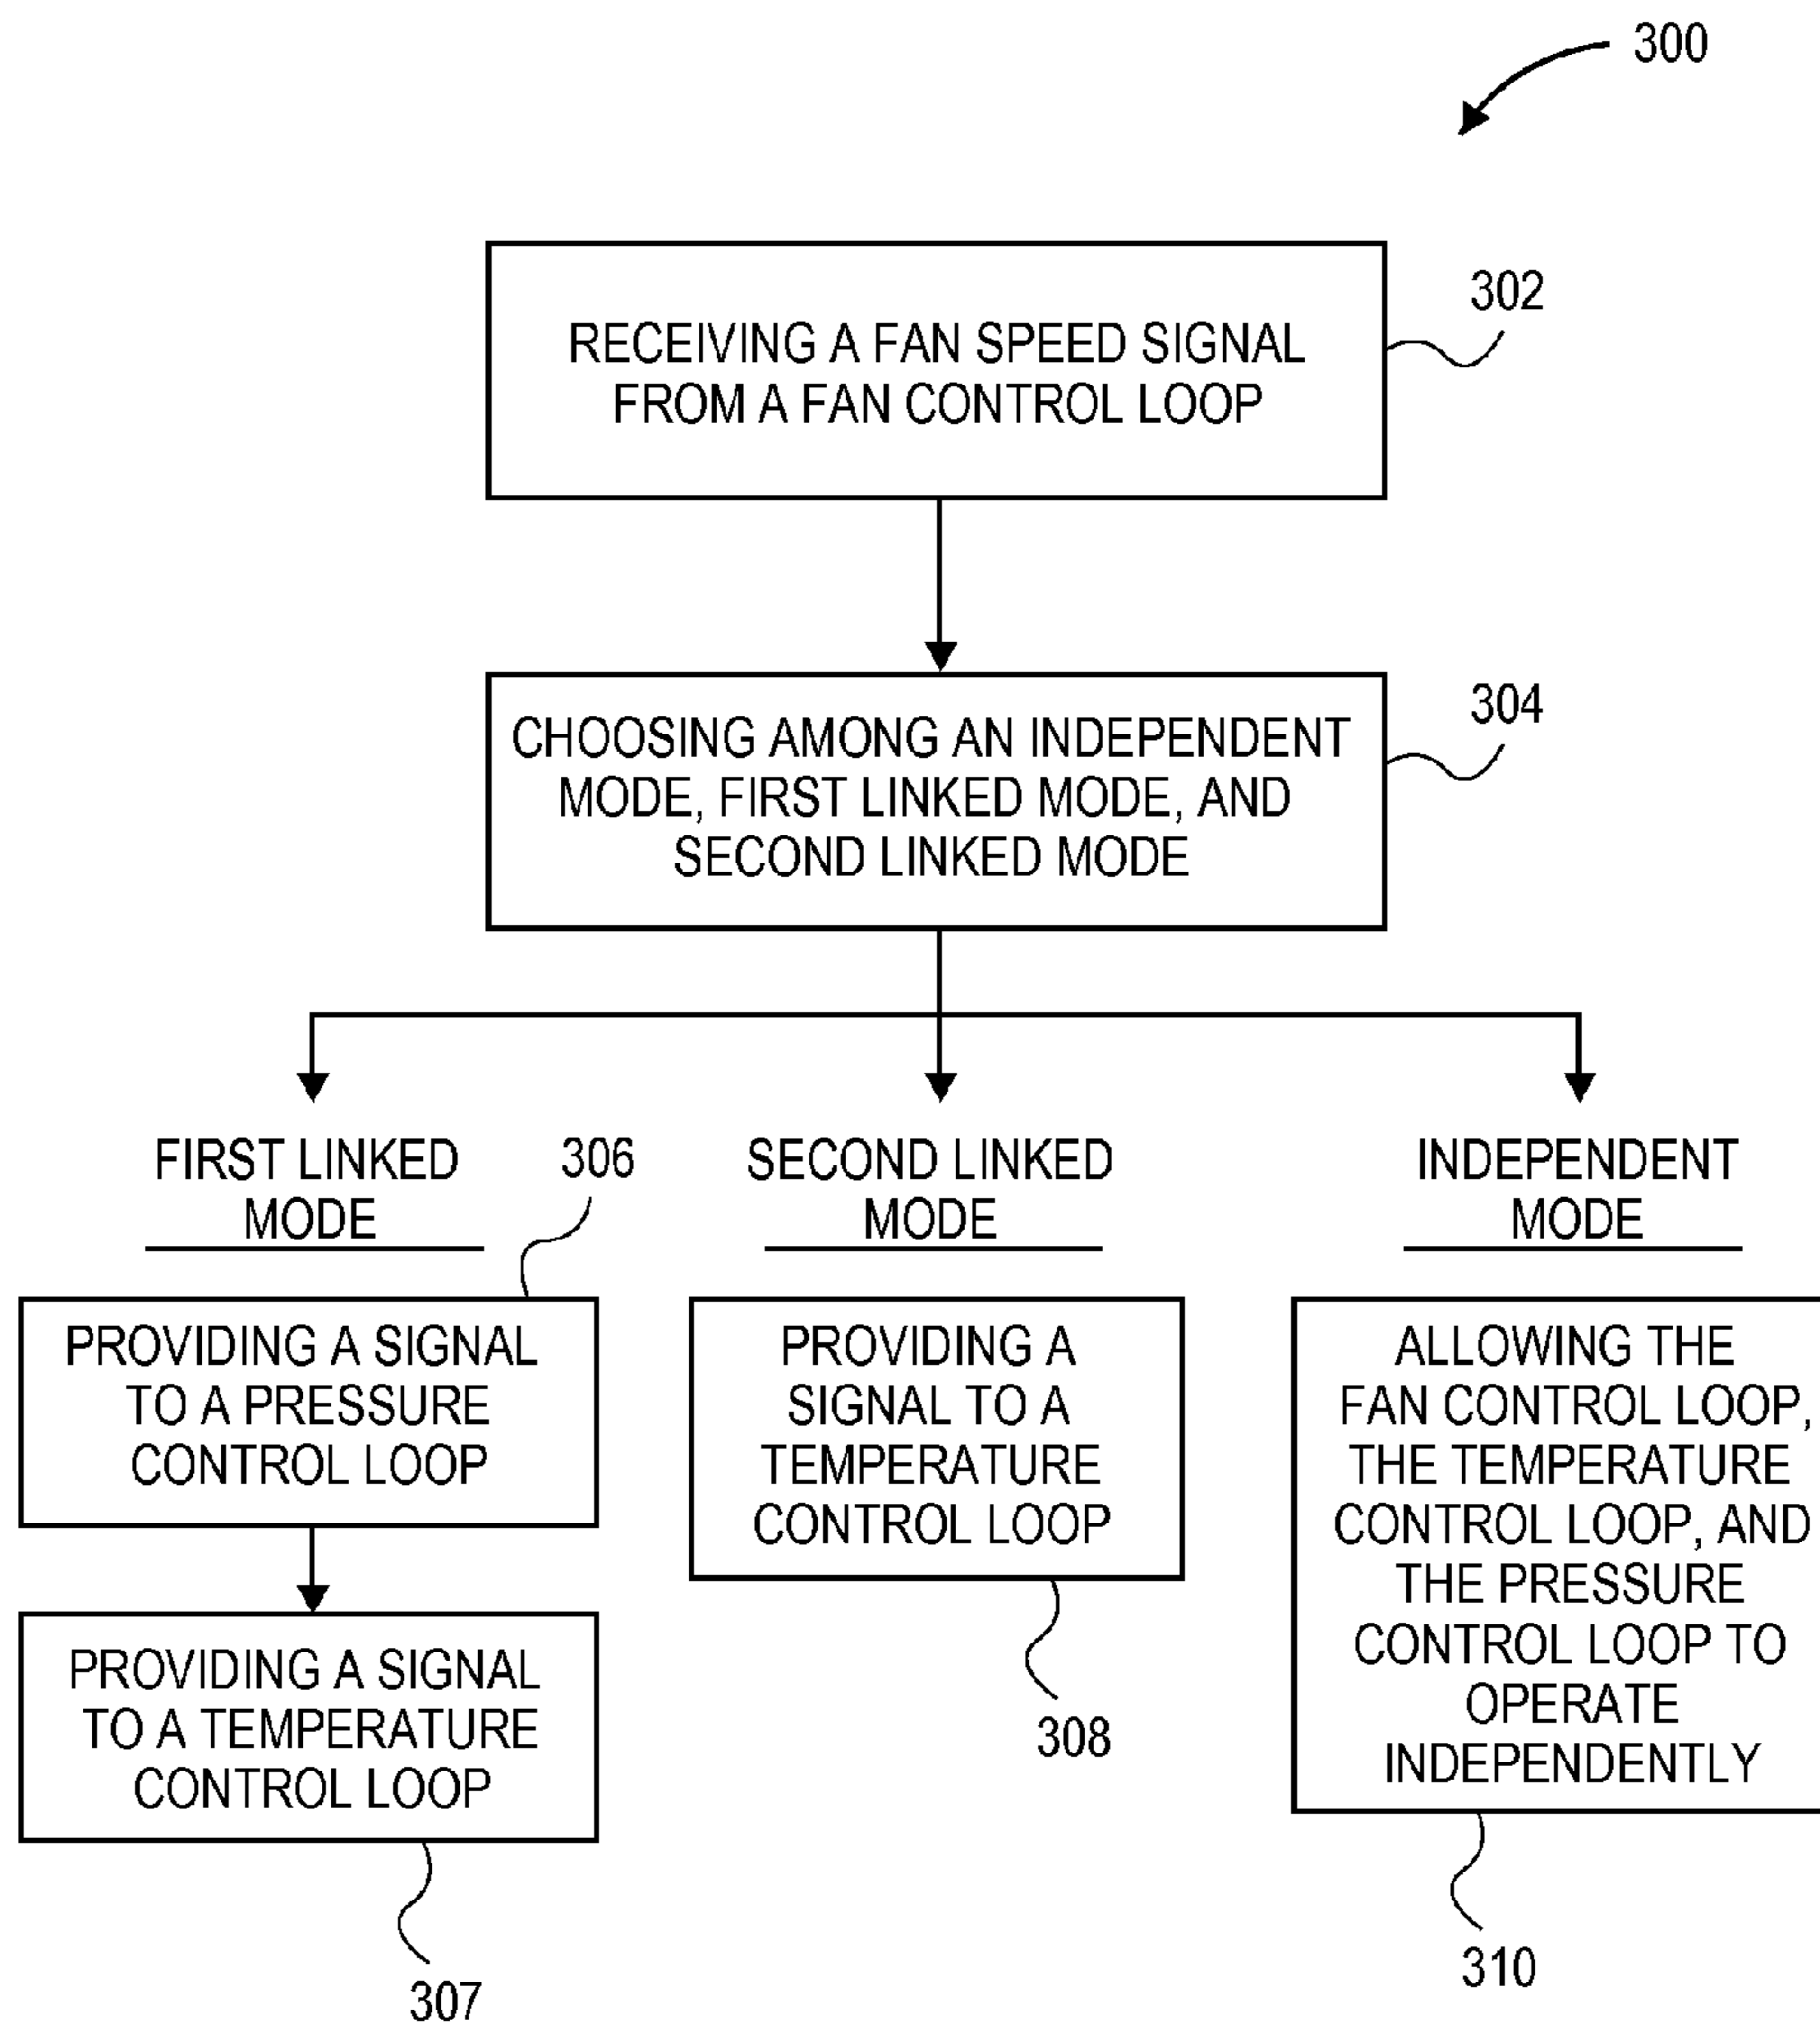 300
302
RECEIVING A FAN SPEED SIGNAL
FROM A FAN CONTROL LOOP
304
CHOOSING AMONG AN INDEPENDENT
MODE, FIRST LINKED MODE, AND
SECOND LINKED MODE
FIRST LINKED
MODE
306
PROVIDING A SIGNAL
TO A PRESSURE
CONTROL LOOP
PROVIDING A SIGNAL
TO A TEMPERATURE
CONTROL LOOP
307
SECOND LINKED
MODE
PROVIDING A
SIGNAL TO A
TEMPERATURE
CONTROL LOOP
308
INDEPENDENT
MODE
ALLOWING THE
FAN CONTROL LOOP,
THE TEMPERATURE
CONTROL LOOP, AND
THE PRESSURE
CONTROL LOOP TO
OPERATE
INDEPENDENTLY
310